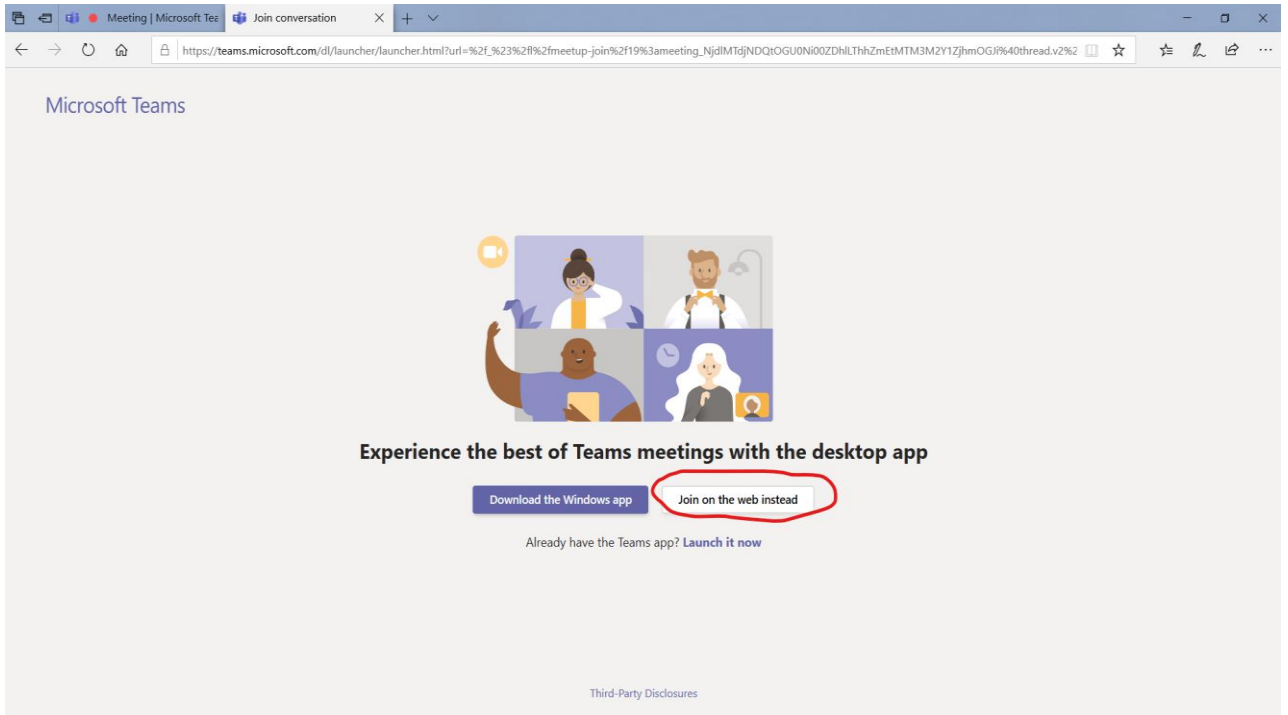 Meeting | Microsoft Tea
Join conversation
https://teams.microsoft.com/dl/launcher/launcher.html?url=%2f_%23%2fl%2fmeetup-join%2f19%3ameeting_NjdlMTdjNDQtOGU0Ni00ZDhlLThhZmEtMTM3M2Y1ZjhmOGJi%40thread.v2%2
Microsoft Teams
Experience the best of Teams meetings with the desktop app
Download the Windows app
Join on the web instead
Already have the Teams app? Launch it now
Third-Party Disclosures